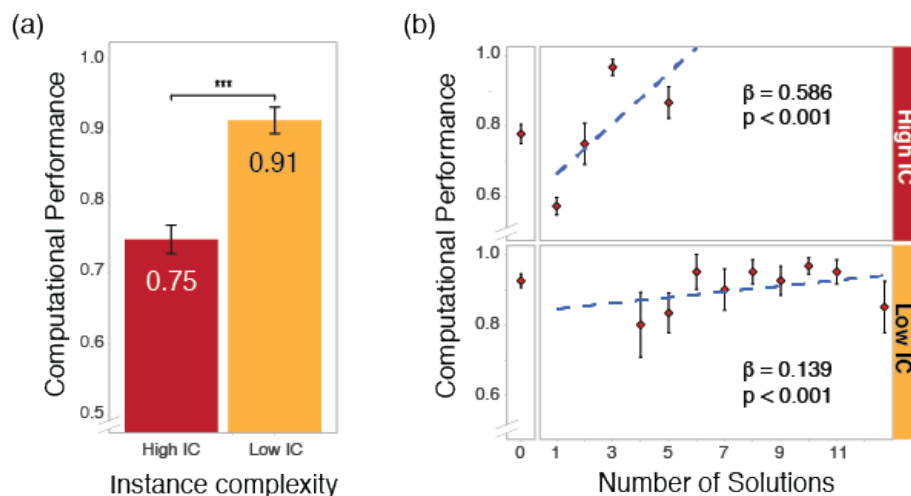 (a)
Computational Performance
1.0
0.9
0.8
0.7
0.6
0.5
***
0.75
0.91
High IC
Low IC
Instance complexity
(b)
Computational Performance
1.0
0.8
0.6
β = 0.586
p < 0.001
High IC
1.0
0.8
0.6
β = 0.139
p < 0.001
Low IC
0 1 3 5 7 9 11
Number of Solutions